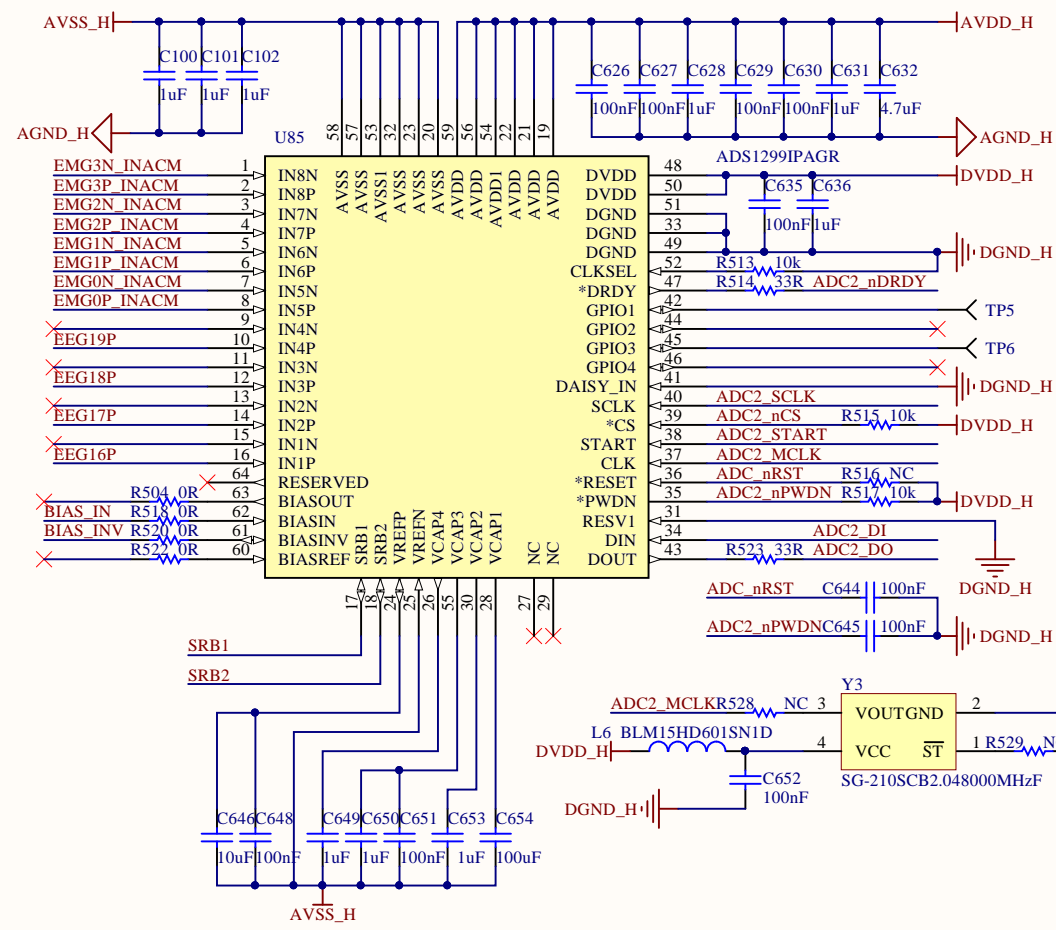 AVSS_H
AVDD_H
C100 C101 C102
1uF 1uF 1uF
C626 C627 C628 C629 C630 C631 C632
100nF 100nF 1uF 100nF 100nF 1uF 4.7uF
AGND_H
AGND_H
U85
58 57 53 32 23 20 59 56 54 22 21 19
AVSS AVSS AVSS1 AVSS AVSS AVSS AVDD AVDD AVDD1 AVDD AVDD AVDD
ADS1299IPAGR
EMG3N_INACM 1 IN8N
EMG3P_INACM 2 IN8P
EMG2N_INACM 3 IN7N
EMG2P_INACM 4 IN7P
EMG1N_INACM 5 IN6N
EMG1P_INACM 6 IN6P
EMG0N_INACM 7 IN5N
EMG0P_INACM 8 IN5P
9 IN4N
EEG19P 10 IN4P
11 IN3N
EEG18P 12 IN3P
13 IN2N
EEG17P 14 IN2P
15 IN1N
EEG16P 16 IN1P
64 RESERVED
R504 0R 63 BIASOUT
BIAS_IN R518 0R 62 BIASIN
BIAS_INV R520 0R 61 BIASINV
R522 0R 60 BIASREF
DVDD 48 DVDD_H
DVDD 50
C635 C636
100nF 1uF
DGND 51
DGND 33
DGND 49 DGND_H
CLKSEL 52 R513 10k
*DRDY 47 R514 33R ADC2_nDRDY
GPIO1 42 TP5
GPIO2 44
GPIO3 45 TP6
GPIO4 46
DAISY_IN 41 DGND_H
SCLK 40 ADC2_SCLK
*CS 39 ADC2_nCS R515 10k DVDD_H
START 38 ADC2_START
CLK 37 ADC2_MCLK
*RESET 36 ADC_nRST R516 NC
*PWDN 35 ADC2_nPWDN R517 10k DVDD_H
RESV1 31
DIN 34 ADC2_DI
DOUT 43 R523 33R ADC2_DO
DGND_H
SRB1 SRB2 VREFP VREFN VCAP4 VCAP3 VCAP2 VCAP1 NC NC
17 18 24 25 26 55 30 28 27 29
SRB1
SRB2
ADC_nRST C644 100nF
ADC2_nPWDN C645 100nF DGND_H
Y3
ADC2_MCLK R528 NC 3 VOUT GND 2
L6 BLM15HD601SN1D
DVDD_H 4 VCC ST 1 R529 N
C652
100nF
SG-210SCB2.048000MHzF
DGND_H
C646 C648 C649 C650 C651 C653 C654
10uF 100nF 1uF 1uF 100nF 1uF 100uF
AVSS_H